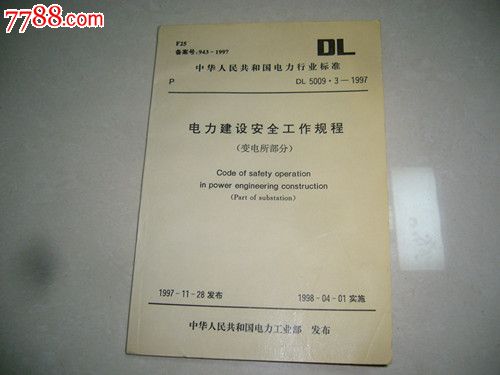 7788.com
F25
备案号:943-1997
DL
中华人民共和国电力行业标准
P
DL 5009·3—1997
电力建设安全工作规程
(变电所部分)
Code of safety operation
in power engineering construction
(Part of substation)
1997-11-28 发布
1998-04-01 实施
中华人民共和国电力工业部 发布